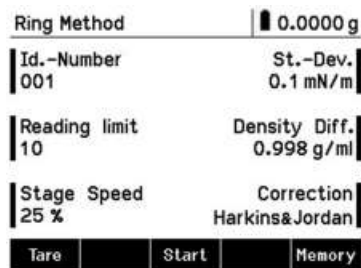 Ring Method 0.0000 g
Id.-Number St.-Dev.
001 0.1 mN/m
Reading limit Density Diff.
10 0.998 g/ml
Stage Speed Correction
25 % Harkins&Jordan
Tare Start Memory